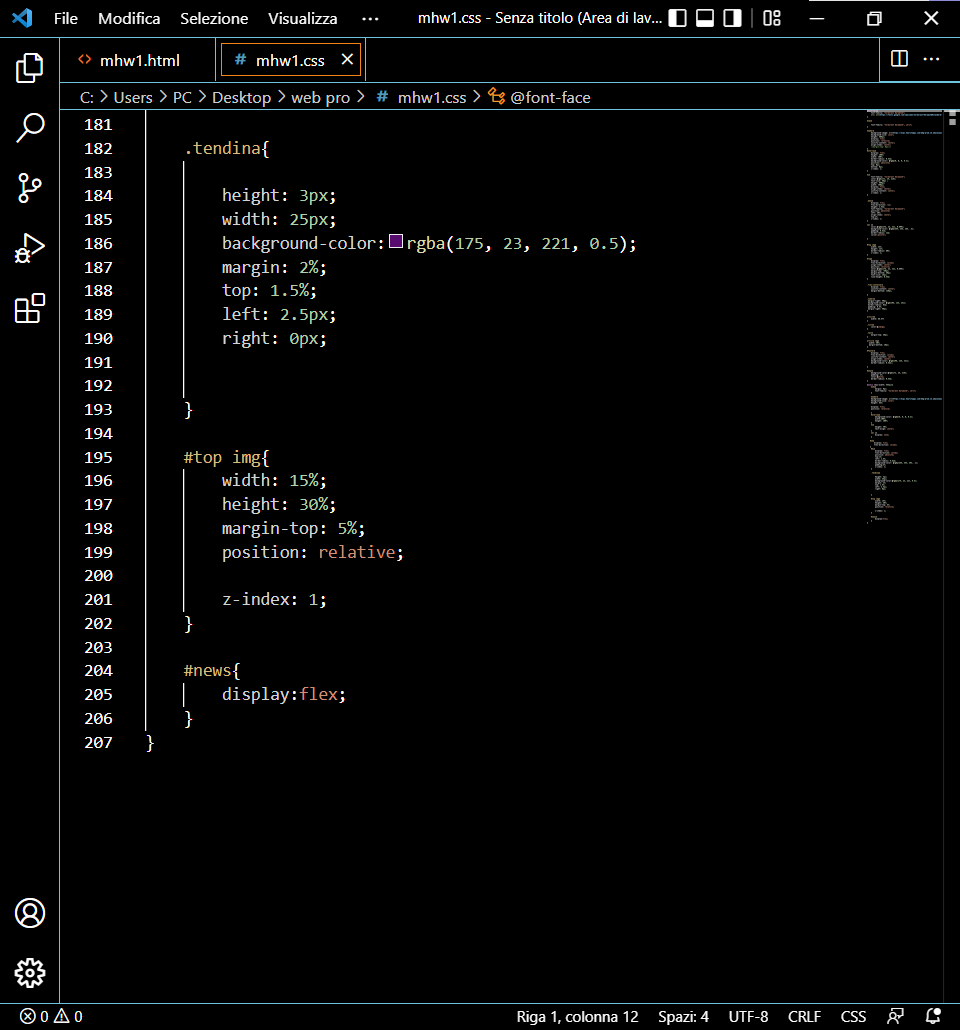 File Modifica Selezione Visualizza ··· mhw1.css - Senza titolo (Area di lav...
mhw1.html # mhw1.css
C: > Users > PC > Desktop > web pro > # mhw1.css > @font-face
181
182 .tendina{
183
184 height: 3px;
185 width: 25px;
186 background-color: rgba(175, 23, 221, 0.5);
187 margin: 2%;
188 top: 1.5%;
189 left: 2.5px;
190 right: 0px;
191
192
193 }
194
195 #top img{
196 width: 15%;
197 height: 30%;
198 margin-top: 5%;
199 position: relative;
200
201 z-index: 1;
202 }
203
204 #news{
205 display:flex;
206 }
207 }
0 0 Riga 1, colonna 12 Spazi: 4 UTF-8 CRLF CSS